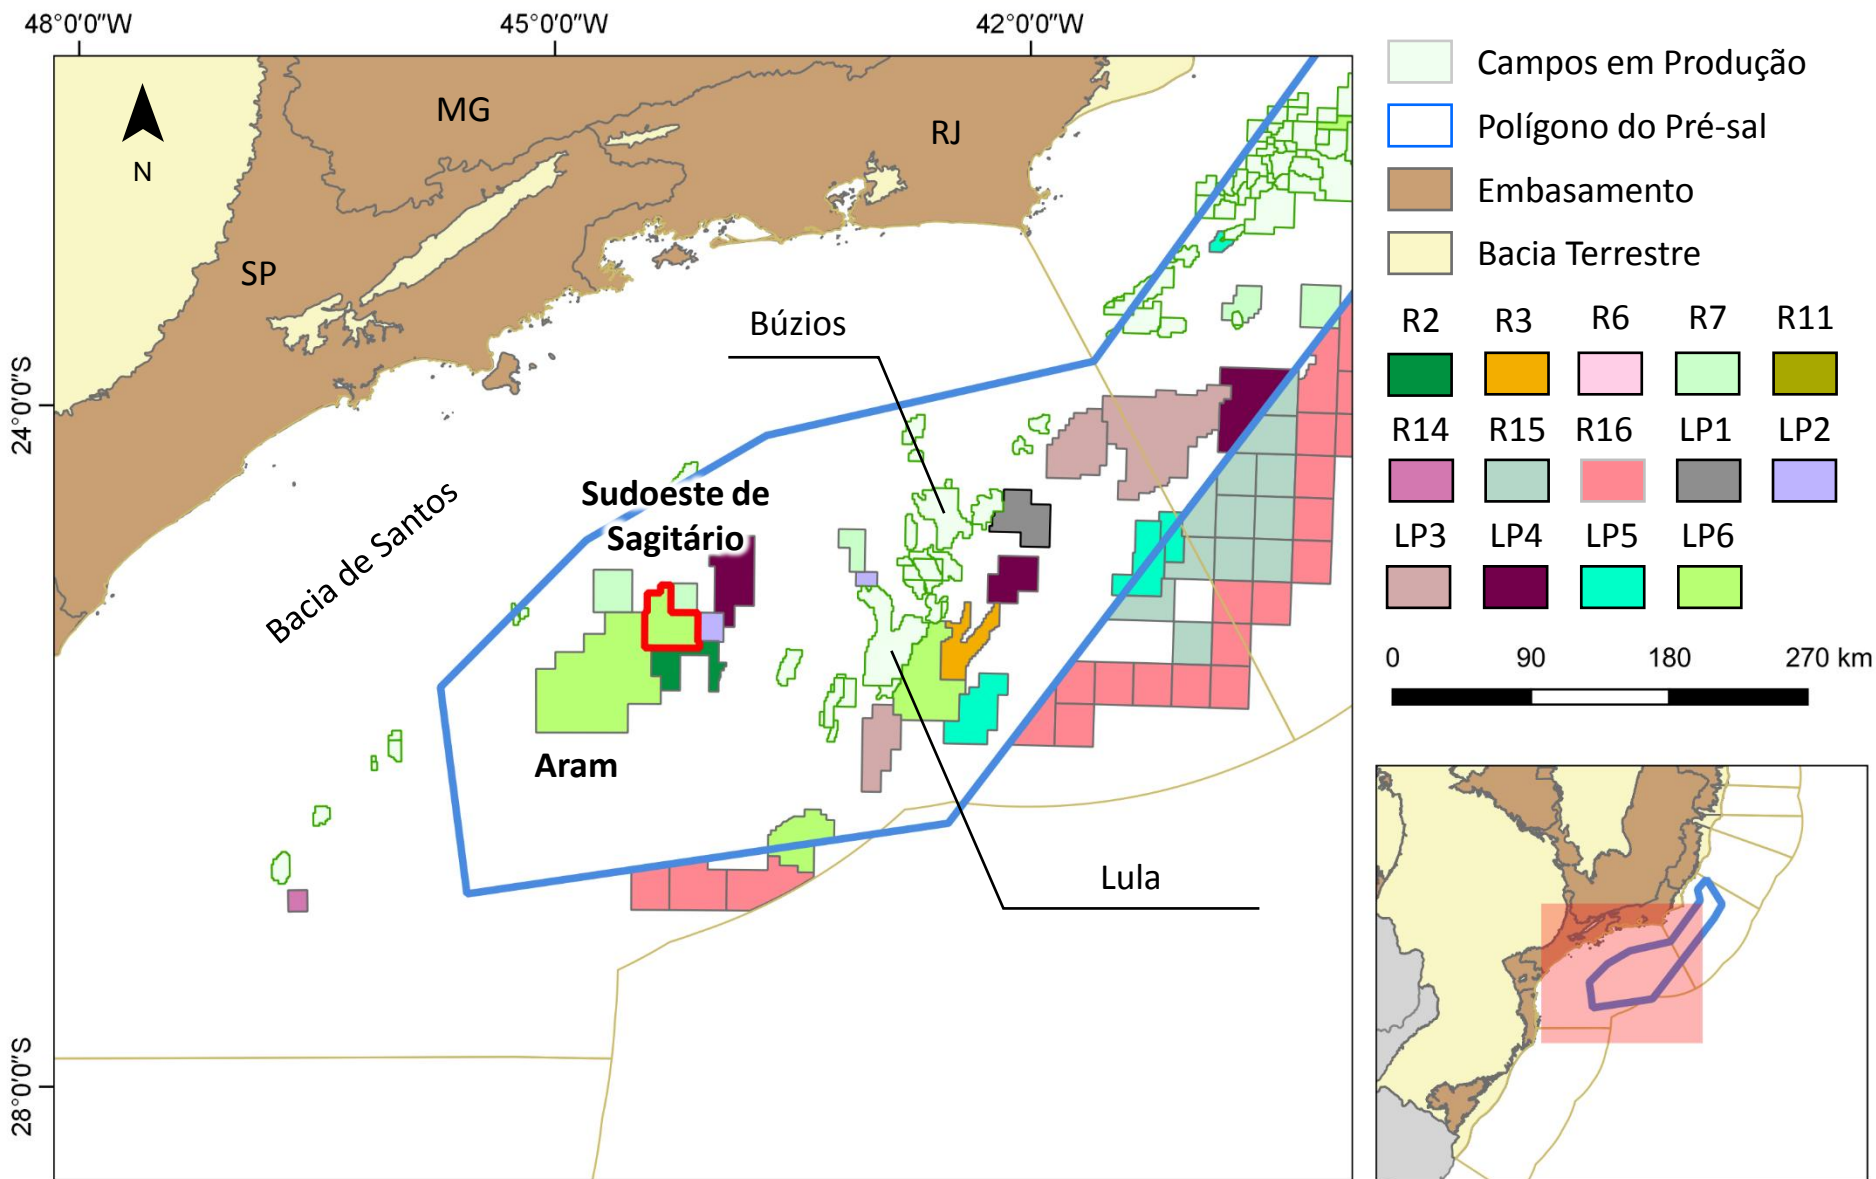 48°0'0"W
45°0'0"W
42°0'0"W
24°0'0"S
28°0'0"S
N
MG
RJ
SP
Búzios
Sudoeste de
Sagitário
Bacia de Santos
Aram
Lula
Campos em Produção
Polígono do Pré-sal
Embasamento
Bacia Terrestre
R2 R3 R6 R7 R11
R14 R15 R16 LP1 LP2
LP3 LP4 LP5 LP6
0 90 180 270 km